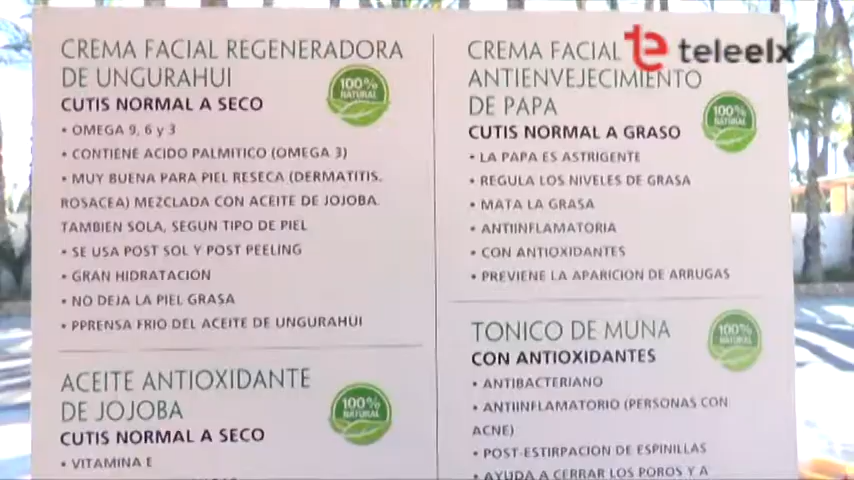 CREMA FACIAL REGENERADORA
DE UNGURAHUI
CUTIS NORMAL A SECO
• OMEGA 9, 6 y 3
• CONTIENE ACIDO PALMITICO (OMEGA 3)
• MUY BUENA PARA PIEL RESECA (DERMATITIS,
ROSACEA) MEZCLADA CON ACEITE DE JOJOBA.
TAMBIEN SOLA, SEGUN TIPO DE PIEL
• SE USA POST SOL Y POST PEELING
• GRAN HIDRATACION
• NO DEJA LA PIEL GRASA
• PPRENSA FRIO DEL ACEITE DE UNGURAHUI
100%
NATURAL
ACEITE ANTIOXIDANTE
DE JOJOBA
CUTIS NORMAL A SECO
• VITAMINA E
100%
NATURAL
CREMA FACIAL
ANTIENVEJECIMIENTO
DE PAPA
CUTIS NORMAL A GRASO
• LA PAPA ES ASTRIGENTE
• REGULA LOS NIVELES DE GRASA
• MATA LA GRASA
• ANTIINFLAMATORIA
• CON ANTIOXIDANTES
• PREVIENE LA APARICION DE ARRUGAS
100%
NATURAL
TONICO DE MUNA
CON ANTIOXIDANTES
• ANTIBACTERIANO
• ANTIINFLAMATORIO (PERSONAS CON
ACNE)
• POST-ESTIRPACION DE ESPINILLAS
• AYUDA A CERRAR LOS POROS Y A
100%
NATURAL
te teleelx